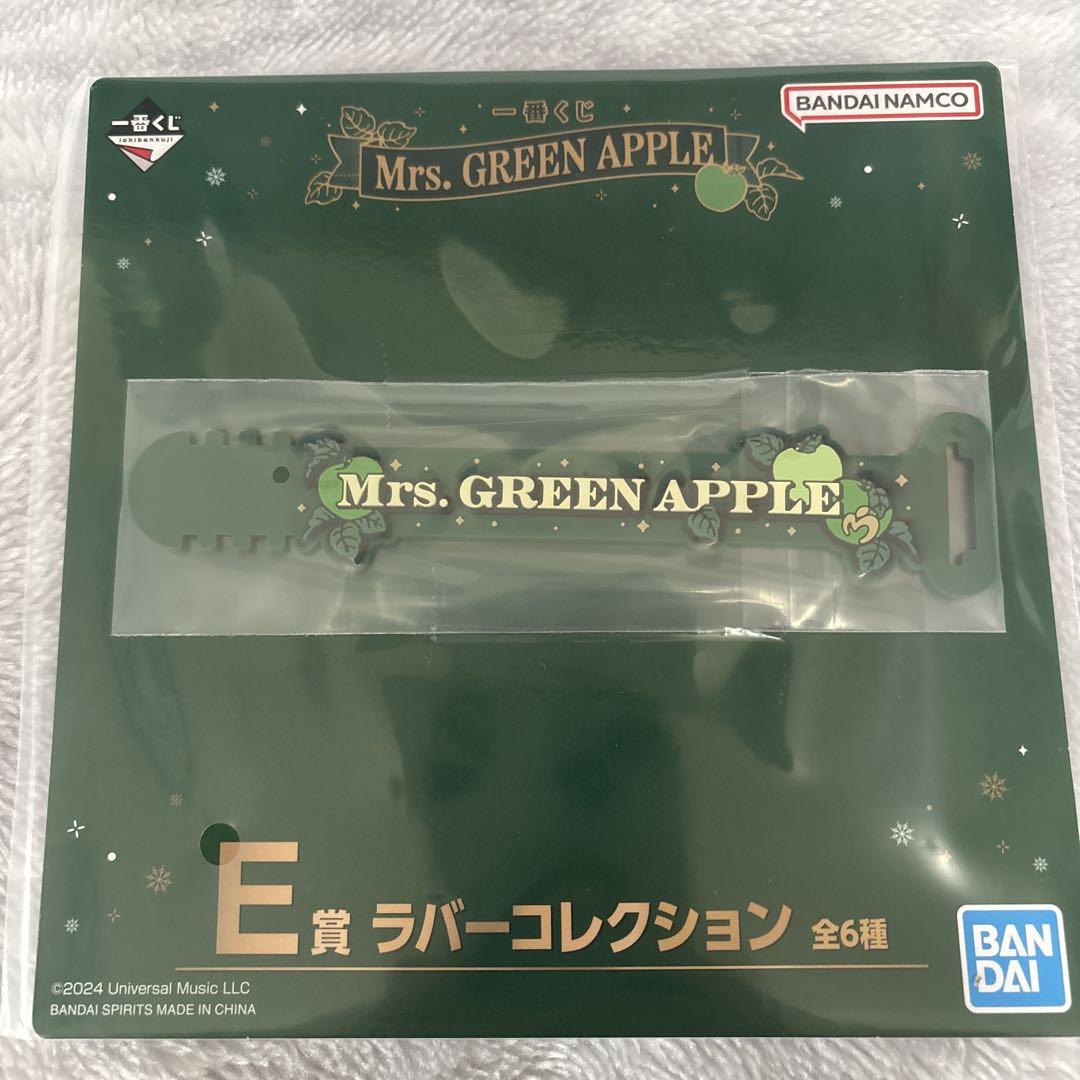 一番くじ
ichibankuji
一番くじ
Mrs. GREEN APPLE
BANDAI NAMCO
Mrs. GREEN APPLE
E賞 ラバーコレクション 全6種
©2024 Universal Music LLC
BANDAI SPIRITS MADE IN CHINA
BAN
DAI